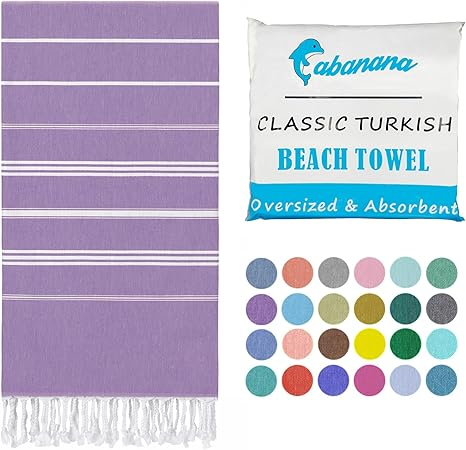 Cabanana
CLASSIC TURKISH
BEACH TOWEL
Oversized & Absorbent